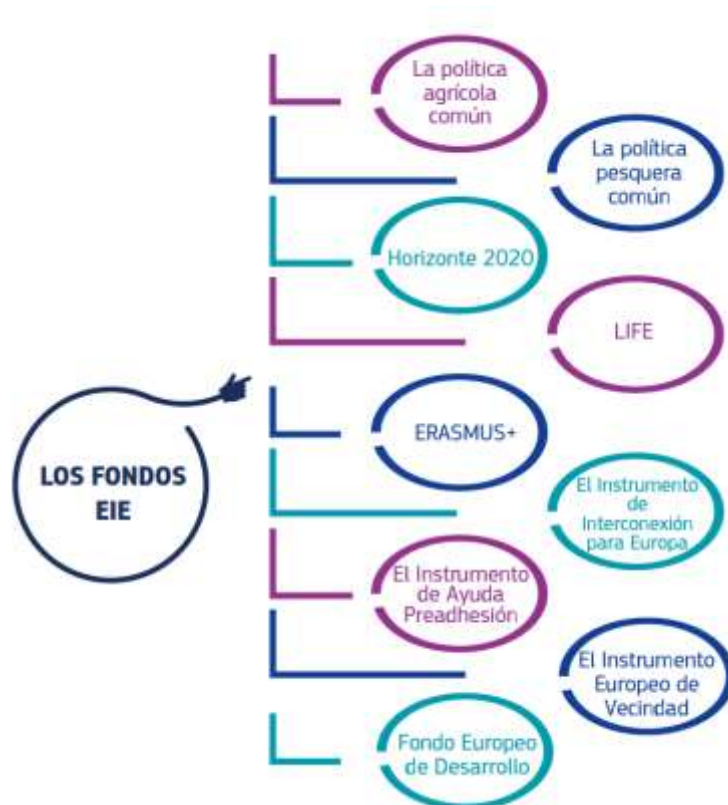 La política
agrícola
común
La política
pesquera
común
Horizonte 2020
LIFE
LOS FONDOS
EIE
ERASMUS+
El Instrumento
de
Interconexión
para Europa
El Instrumento
de Ayuda
Preadhesión
El Instrumento
Europeo de
Vecindad
Fondo Europeo
de Desarrollo